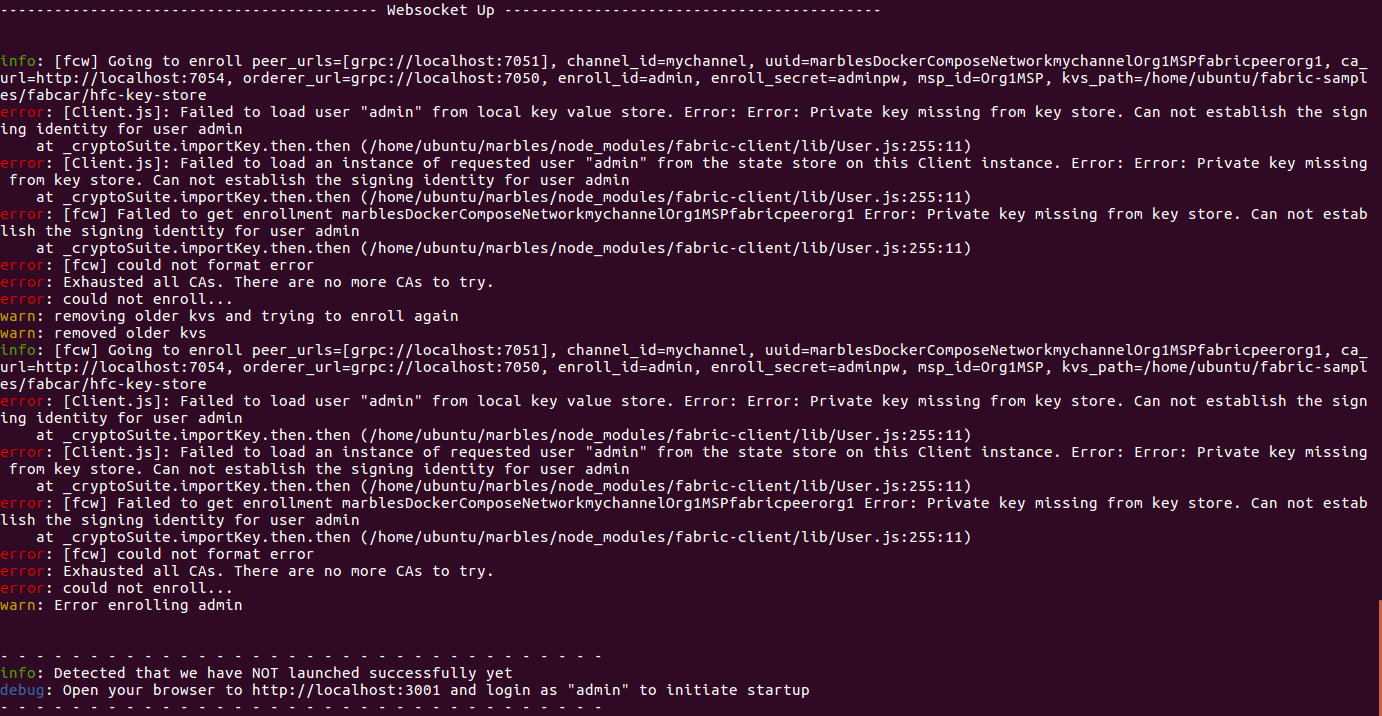 ------------------------------------------ Websocket Up ------------------------------------------
info: [fcw] Going to enroll peer_urls=[grpc://localhost:7051], channel_id=mychannel, uuid=marblesDockerComposeNetworkmychannelOrg1MSPfabricpeerorg1, ca_
url=http://localhost:7054, orderer_url=grpc://localhost:7050, enroll_id=admin, enroll_secret=adminpw, msp_id=Org1MSP, kvs_path=/home/ubuntu/fabric-sampl
es/fabcar/hfc-key-store
error: [Client.js]: Failed to load user "admin" from local key value store. Error: Error: Private key missing from key store. Can not establish the sign
ing identity for user admin
    at _cryptoSuite.importKey.then.then (/home/ubuntu/marbles/node_modules/fabric-client/lib/User.js:255:11)
error: [Client.js]: Failed to load an instance of requested user "admin" from the state store on this Client instance. Error: Error: Private key missing
 from key store. Can not establish the signing identity for user admin
    at _cryptoSuite.importKey.then.then (/home/ubuntu/marbles/node_modules/fabric-client/lib/User.js:255:11)
error: [fcw] Failed to get enrollment marblesDockerComposeNetworkmychannelOrg1MSPfabricpeerorg1 Error: Private key missing from key store. Can not estab
lish the signing identity for user admin
    at _cryptoSuite.importKey.then.then (/home/ubuntu/marbles/node_modules/fabric-client/lib/User.js:255:11)
error: [fcw] could not format error
error: Exhausted all CAs. There are no more CAs to try.
error: could not enroll...
warn: removing older kvs and trying to enroll again
warn: removed older kvs
info: [fcw] Going to enroll peer_urls=[grpc://localhost:7051], channel_id=mychannel, uuid=marblesDockerComposeNetworkmychannelOrg1MSPfabricpeerorg1, ca_
url=http://localhost:7054, orderer_url=grpc://localhost:7050, enroll_id=admin, enroll_secret=adminpw, msp_id=Org1MSP, kvs_path=/home/ubuntu/fabric-sampl
es/fabcar/hfc-key-store
error: [Client.js]: Failed to load user "admin" from local key value store. Error: Error: Private key missing from key store. Can not establish the sign
ing identity for user admin
    at _cryptoSuite.importKey.then.then (/home/ubuntu/marbles/node_modules/fabric-client/lib/User.js:255:11)
error: [Client.js]: Failed to load an instance of requested user "admin" from the state store on this Client instance. Error: Error: Private key missing
 from key store. Can not establish the signing identity for user admin
    at _cryptoSuite.importKey.then.then (/home/ubuntu/marbles/node_modules/fabric-client/lib/User.js:255:11)
error: [fcw] Failed to get enrollment marblesDockerComposeNetworkmychannelOrg1MSPfabricpeerorg1 Error: Private key missing from key store. Can not estab
lish the signing identity for user admin
    at _cryptoSuite.importKey.then.then (/home/ubuntu/marbles/node_modules/fabric-client/lib/User.js:255:11)
error: [fcw] could not format error
error: Exhausted all CAs. There are no more CAs to try.
error: could not enroll...
warn: Error enrolling admin
- - - - - - - - - - - - - - - - - - - - - - - - - - - - - - - - - -
info: Detected that we have NOT launched successfully yet
debug: Open your browser to http://localhost:3001 and login as "admin" to initiate startup
- - - - - - - - - - - - - - - - - - - - - - - - - - - - - - - - - -